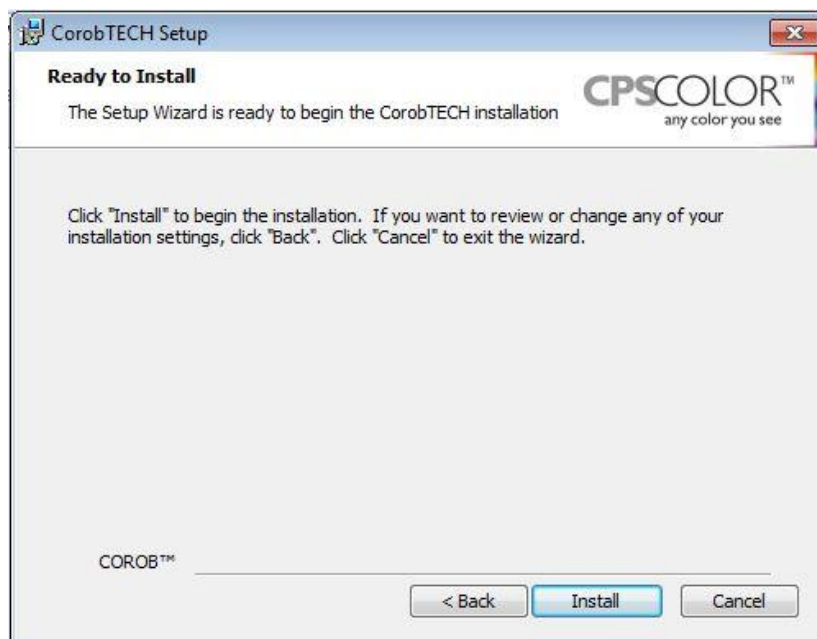 CorobTECH Setup
Ready to Install
The Setup Wizard is ready to begin the CorobTECH installation
CPSCOLOR™
any color you see
Click "Install" to begin the installation. If you want to review or change any of your
installation settings, click "Back". Click "Cancel" to exit the wizard.
COROB™
< Back
Install
Cancel